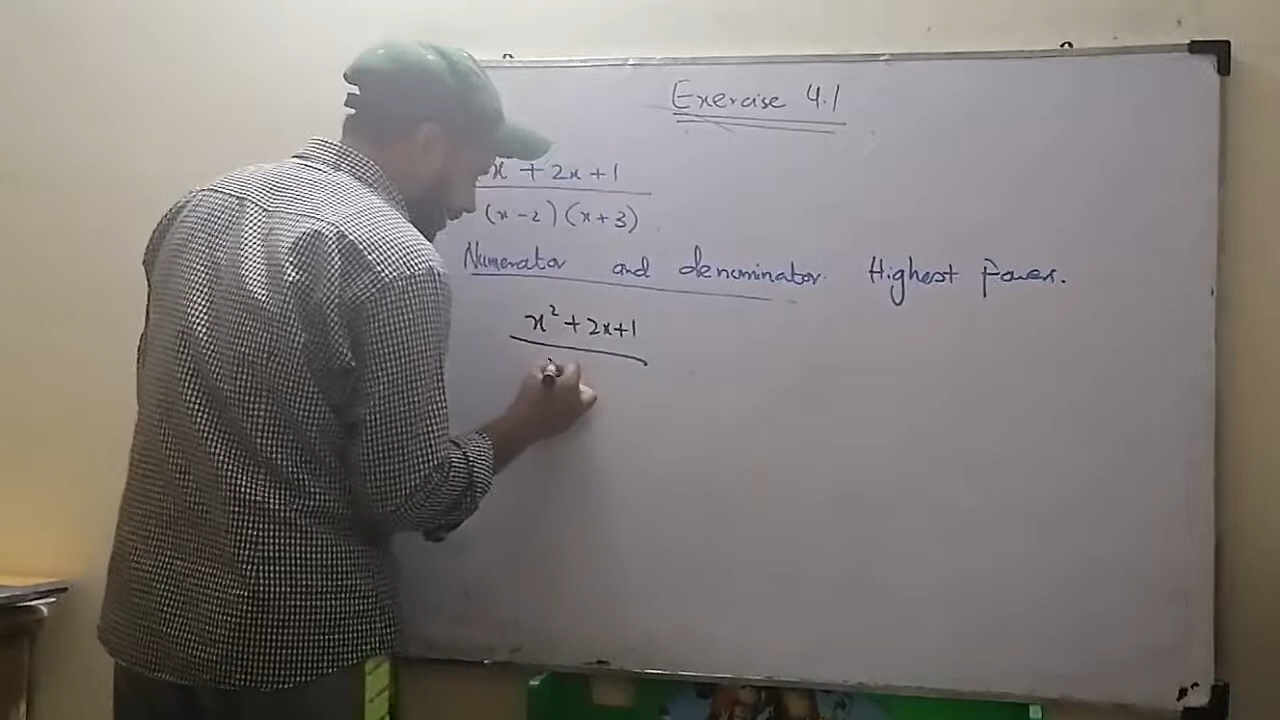 Exercise 4.1
x + 2x + 1
(x - 2) (x + 3)
Numerator and denominator. Highest Power.
x² + 2x + 1